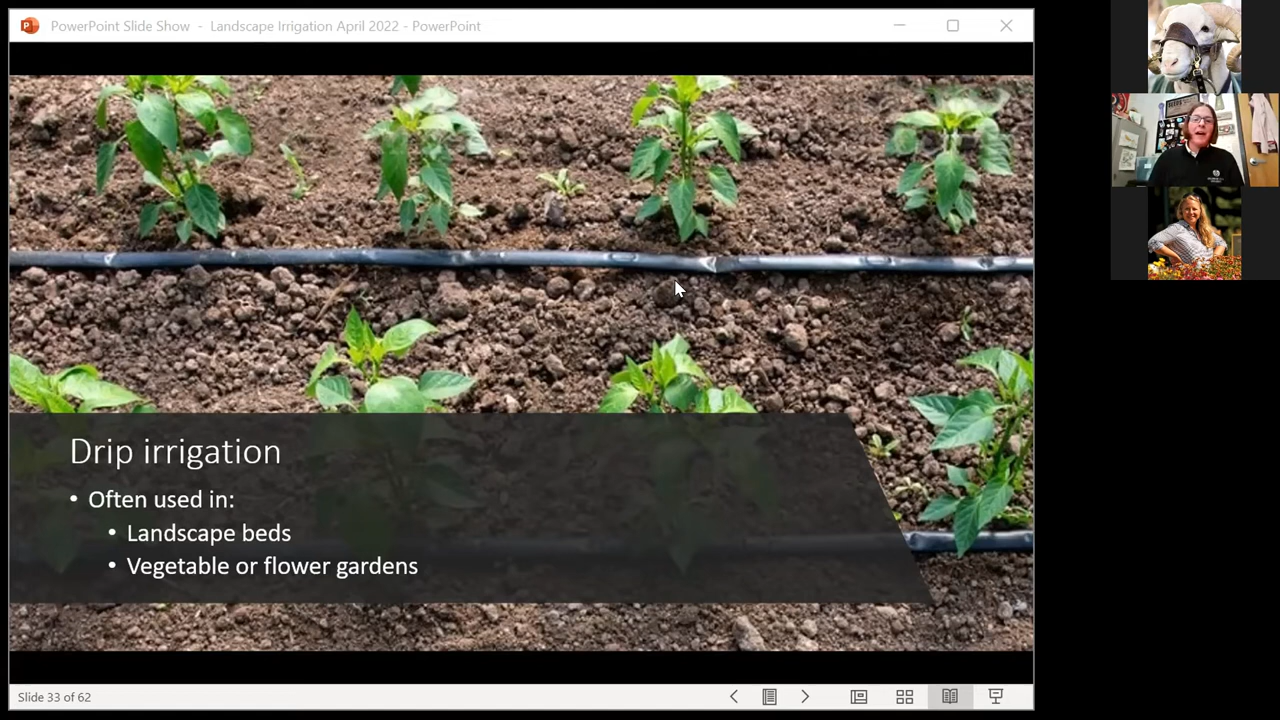 PowerPoint Slide Show - Landscape Irrigation April 2022 - PowerPoint
Drip irrigation
• Often used in:
• Landscape beds
• Vegetable or flower gardens
Slide 33 of 62